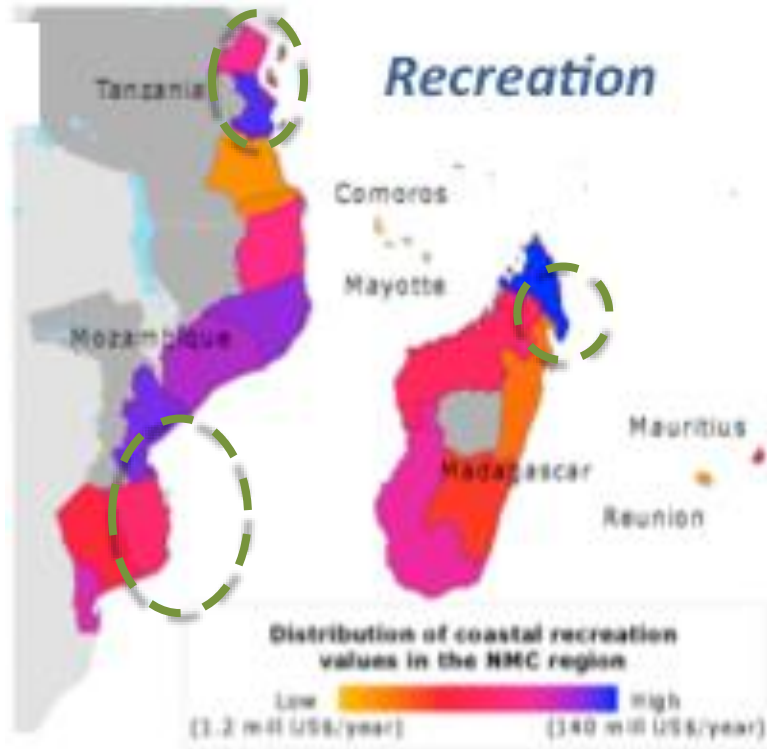 Recreation
Tanzania
Comoros
Mayotte
Mozambique
Mauritius
Madagascar
Reunion
Distribution of coastal recreation
values in the NMC region
Low High
(1.2 mill US$/year) (140 mill US$/year)